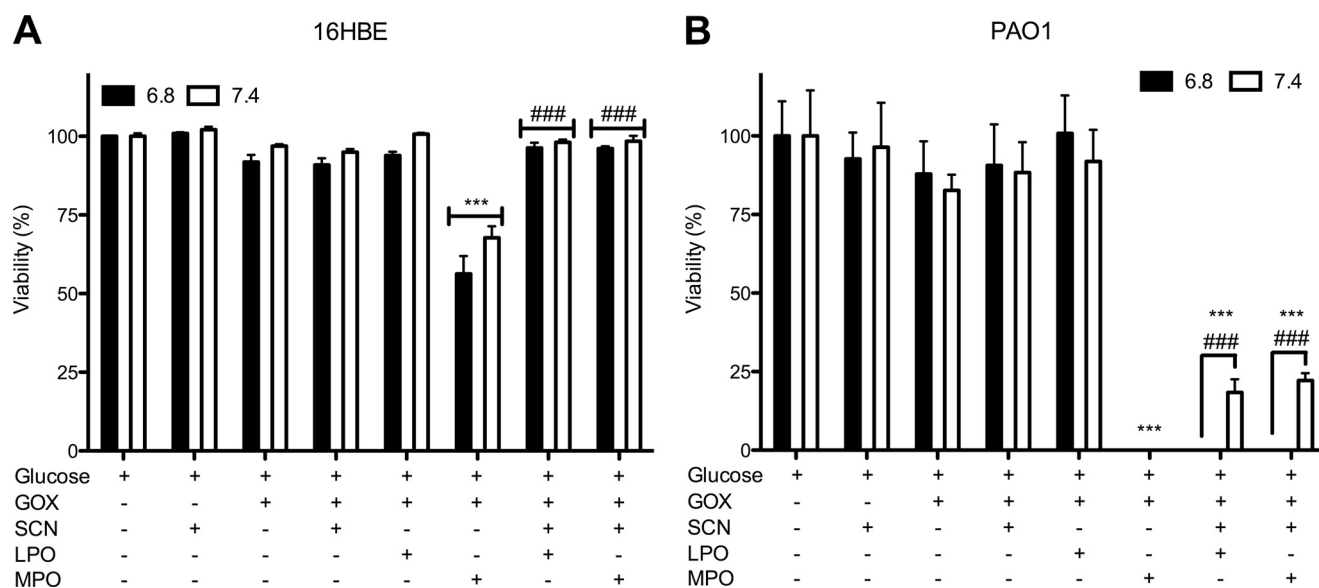 A
16HBE
6.8 7.4
Viability (%)
100
75
50
25
0
***
###
###
Glucose + + + + + + + +
GOX - - + + + + + +
SCN - + - + - - + +
LPO - - - - + - + -
MPO - - - - - + - +
B
PAO1
6.8 7.4
Viability (%)
100
75
50
25
0
***
***
###
***
###
Glucose + + + + + + + +
GOX - - + + + + + +
SCN - + - + - - + +
LPO - - - - + - + -
MPO - - - - - + - +